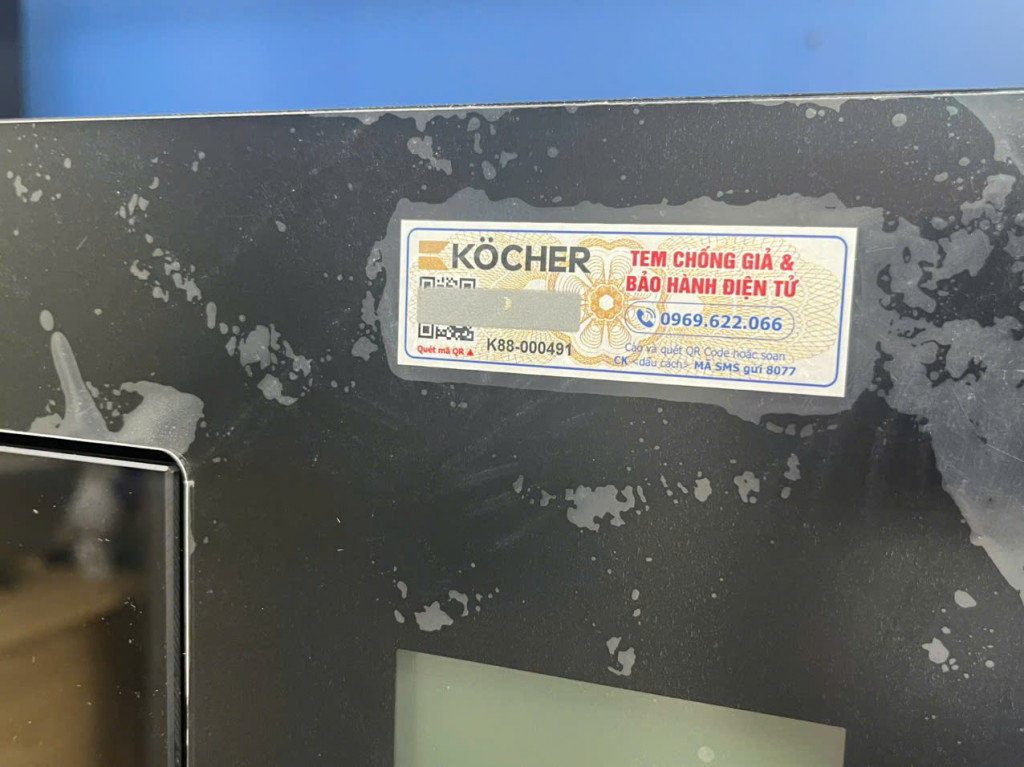 KÖCHER
TEM CHỐNG GIẢ &
BẢO HÀNH ĐIỆN TỬ
0969.622.066
Quét mã QR ▲
K88-000491
Cào và quét QR Code hoặc soạn
CK <dấu cách> MÃ SMS gửi 8077